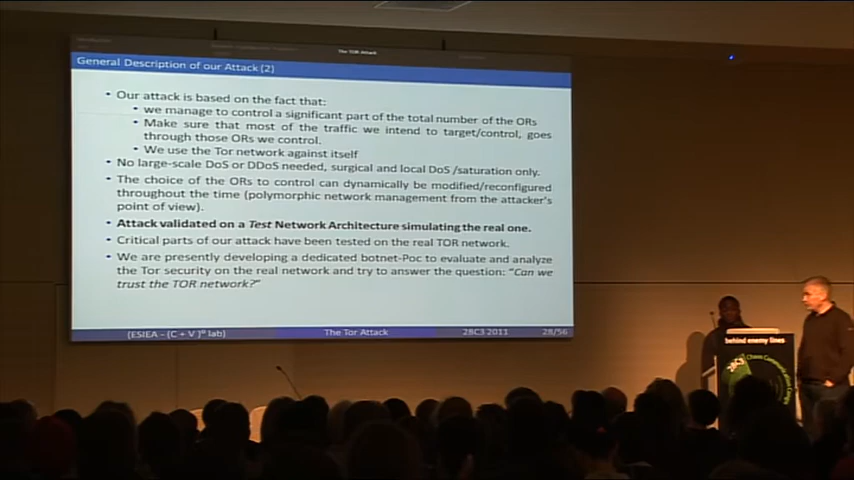 The TOR Attack
General Description of our Attack (2)
• Our attack is based on the fact that:
• we manage to control a significant part of the total number of the ORs
• Make sure that most of the traffic we intend to target/control, goes
through those ORs we control.
• We use the Tor network against itself
• No large-scale DoS or DDoS needed, surgical and local DoS /saturation only.
• The choice of the ORs to control can dynamically be modified/reconfigured
throughout the time (polymorphic network management from the attacker's
point of view).
• Attack validated on a Test Network Architecture simulating the real one.
• Critical parts of our attack have been tested on the real TOR network.
• We are presently developing a dedicated botnet-Poc to evaluate and analyze
the Tor security on the real network and try to answer the question: "Can we
trust the TOR network?"
The Tor Attack
28C3 2011
28/56
behind enemy lines